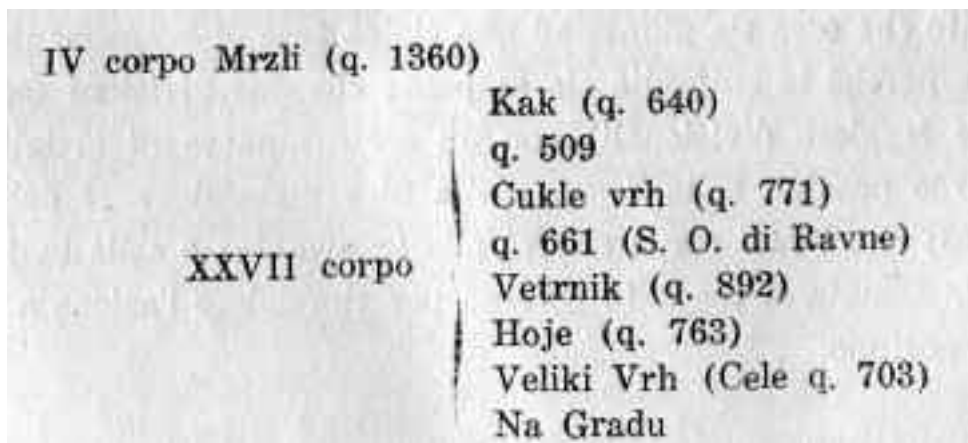 IV corpo Mrzli (q. 1360)
Kak (q. 640)
q. 509
Cukle vrh (q. 771)
q. 661 (S. O. di Ravne)
XXVII corpo
Vetrnik (q. 892)
Hoje (q. 763)
Veliki Vrh (Cele q. 703)
Na Gradu